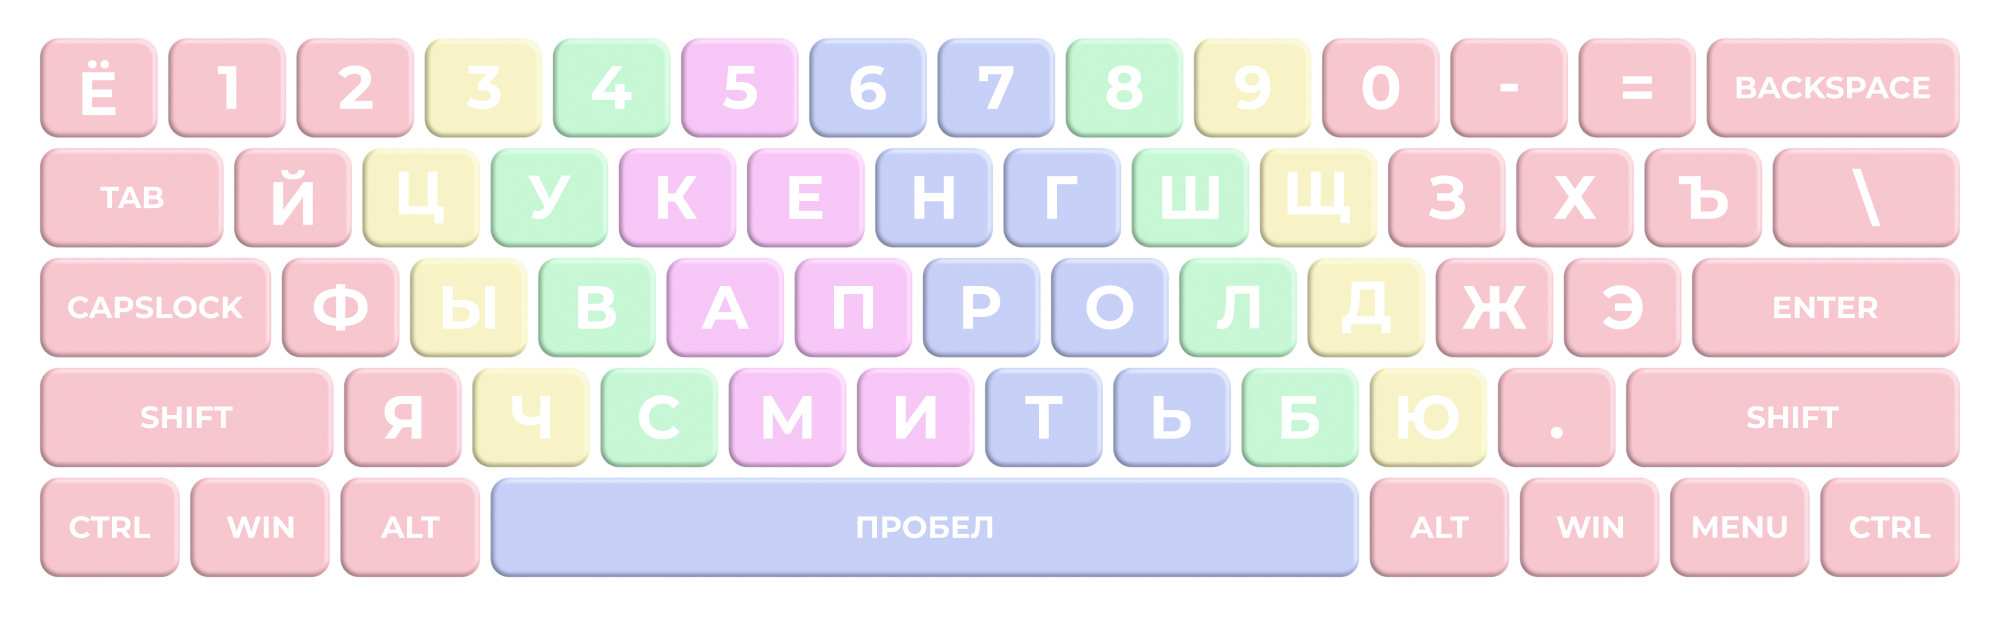 Ё 1 2 3 4 5 6 7 8 9 0 - = BACKSPACE
TAB Й Ц У К Е Н Г Ш Щ З Х Ъ \
CAPSLOCK Ф Ы В А П Р О Л Д Ж Э ENTER
SHIFT Я Ч С М И Т Ь Б Ю . SHIFT
CTRL WIN ALT ПРОБЕЛ ALT WIN MENU CTRL